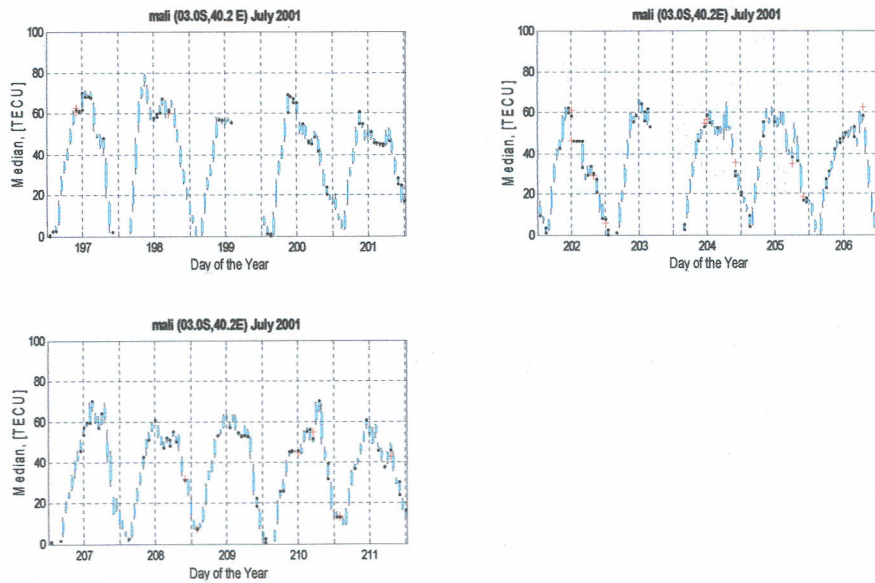 mali (03.0S,40.2 E) July 2001
100
80
60
40
20
0
Median, [TECU]
197 198 199 200 201
Day of the Year
mali (03.0S,40.2E) July 2001
100
80
60
40
20
0
Median, [TECU]
202 203 204 205 206
Day of the Year
mali (03.0S,40.2E) July 2001
100
80
60
40
20
0
Median, [TECU]
207 208 209 210 211
Day of the Year